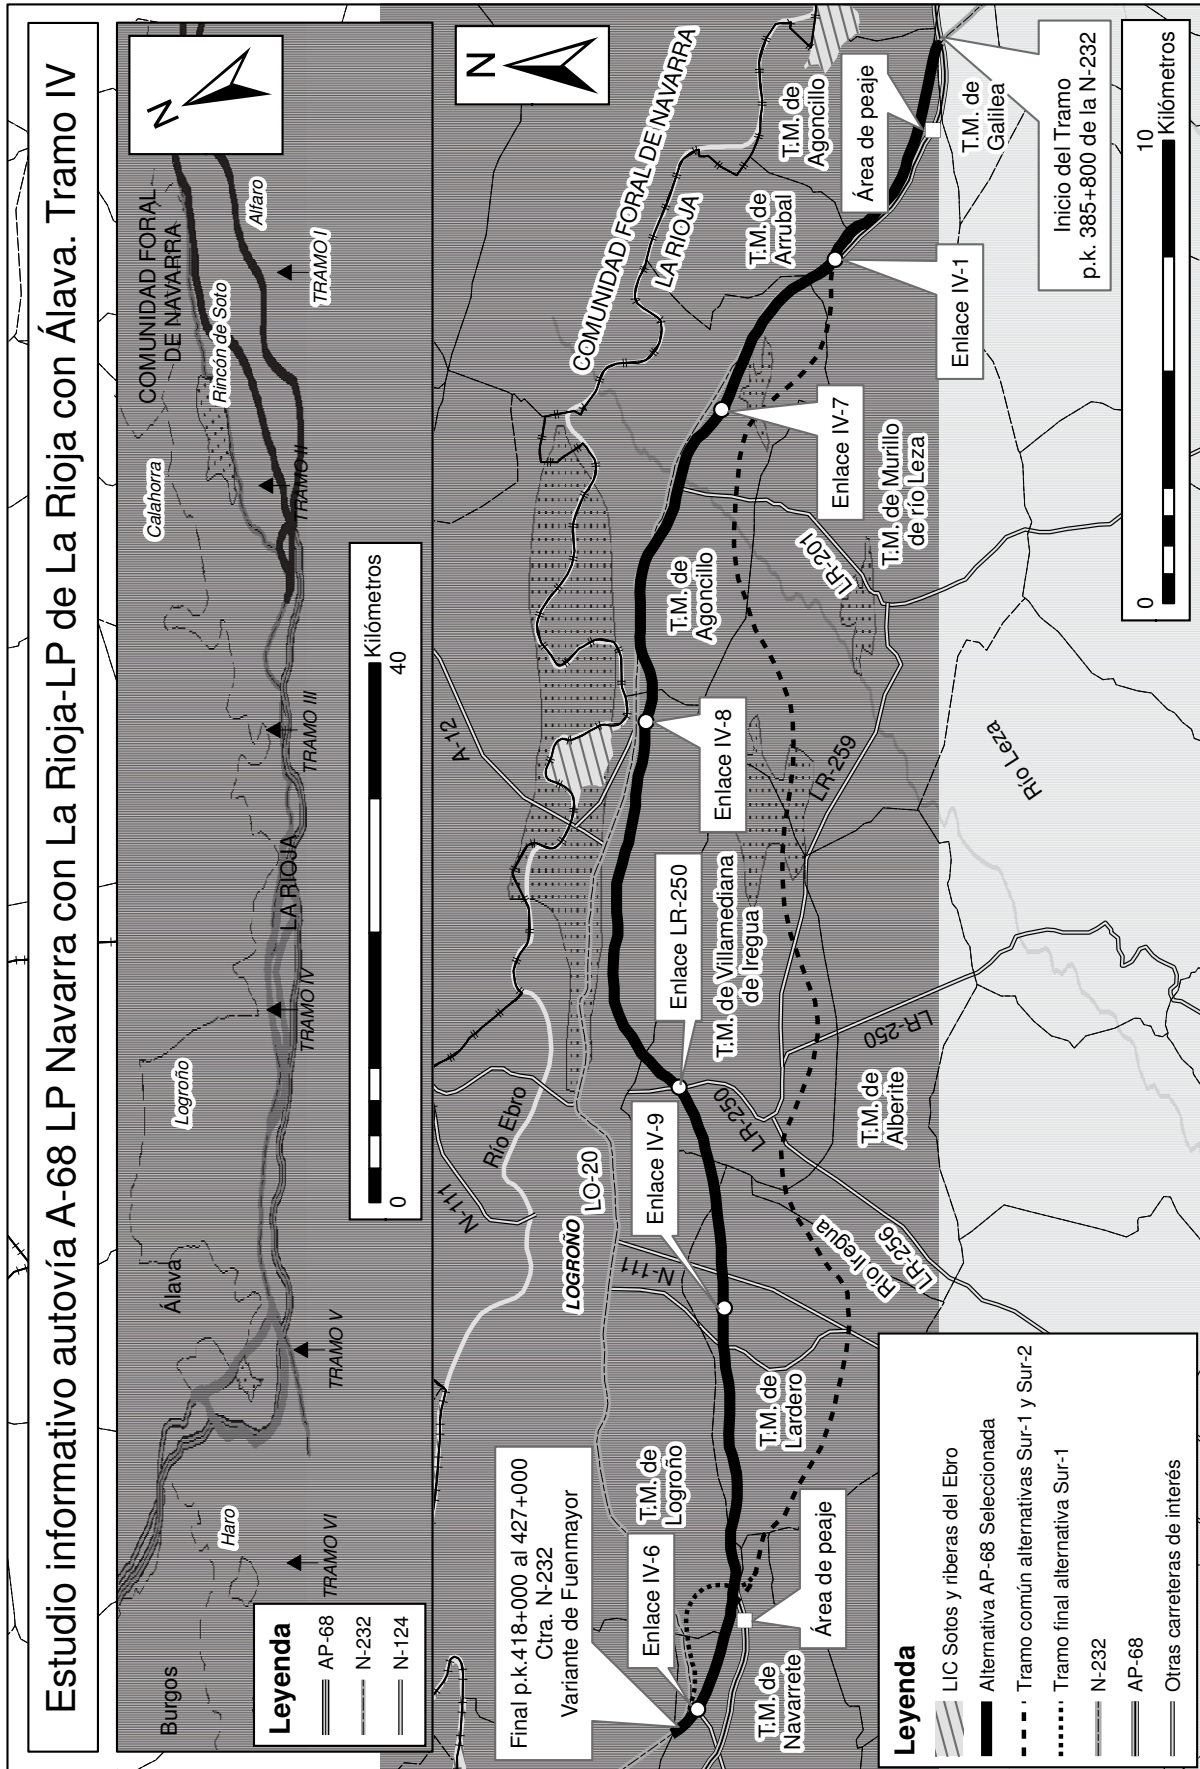 Estudio informativo autovía A-68 LP Navarra con La Rioja-LP de La Rioja con Álava. Tramo IV
Burgos
Haro
Álava
Logroño
Calahorra
COMUNIDAD FORAL
DE NAVARRA
Rincón de Soto
Alfaro
LA RIOJA
TRAMO VI
TRAMO V
TRAMO IV
TRAMO III
TRAMO II
TRAMO I
N
Leyenda
AP-68
N-232
N-124
0
40
Kilómetros
N
Final p.k.418+000 al 427+000
Ctra. N-232
Variante de Fuenmayor
Enlace IV-6
T.M. de
Logroño
LOGROÑO
LO-20
N-111
Río Ebro
A-12
COMUNIDAD FORAL DE NAVARRA
LA RIOJA
T.M. de
Navarrete
Área de peaje
T.M. de
Lardero
N-111
Enlace IV-9
Río Iregua
LR-256
LR-250
T.M. de
Alberite
LR-250
Enlace LR-250
T.M. de Villamediana
de Iregua
Enlace IV-8
LR-259
T.M. de
Agoncillo
LR-201
T.M. de Murillo
de río Leza
Río Leza
Enlace IV-7
T.M. de
Arrubal
Enlace IV-1
T.M. de
Agoncillo
Área de peaje
T.M. de
Galilea
Inicio del Tramo
p.k. 385+800 de la N-232
Leyenda
LIC Sotos y riberas del Ebro
Alternativa AP-68 Seleccionada
Tramo común alternativas Sur-1 y Sur-2
Tramo final alternativa Sur-1
N-232
AP-68
Otras carreteras de interés
0
10
Kilómetros